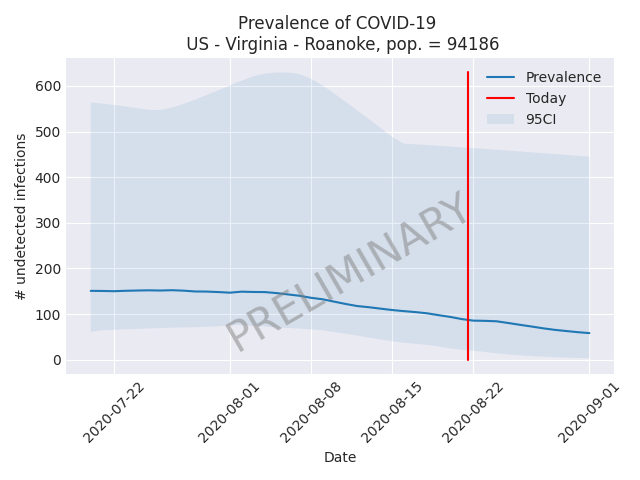 Prevalence of COVID-19
US - Virginia - Roanoke, pop. = 94186
Prevalence
Today
95CI
PRELIMINARY
# undetected infections
600
500
400
300
200
100
0
2020-07-22
2020-08-01
2020-08-08
2020-08-15
2020-08-22
2020-09-01
Date